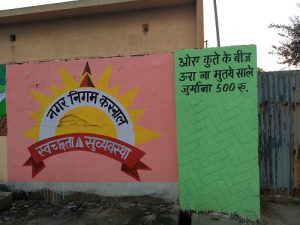 नगर निगम करनाल
स्वच्छता सुव्यवस्था
ओरा कुते के बीज
ऊरा ना मुतये साले
जुर्माना 500 रु.